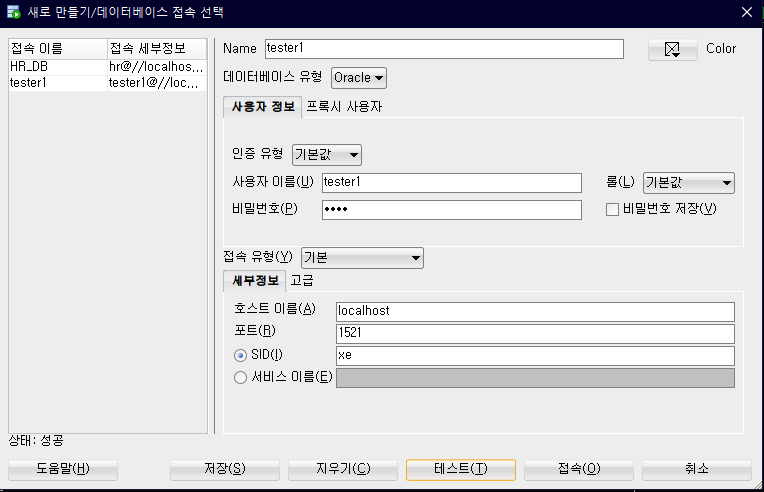 새로 만들기/데이터베이스 접속 선택
접속 이름 접속 세부정보
HR_DB hr@//localhos,,,
tester1 tester1@//loc,,,
Name tester1 Color
데이터베이스 유형 Oracle
사용자 정보 프록시 사용자
인증 유형 기본값
사용자 이름(U) tester1 롤(L) 기본값
비밀번호(P) •••• 비밀번호 저장(V)
접속 유형(Y) 기본
세부정보 고급
호스트 이름(A) localhost
포트(R) 1521
SID(I) xe
서비스 이름(E)
상태: 성공
도움말(H) 저장(S) 지우기(C) 테스트(T) 접속(O) 취소